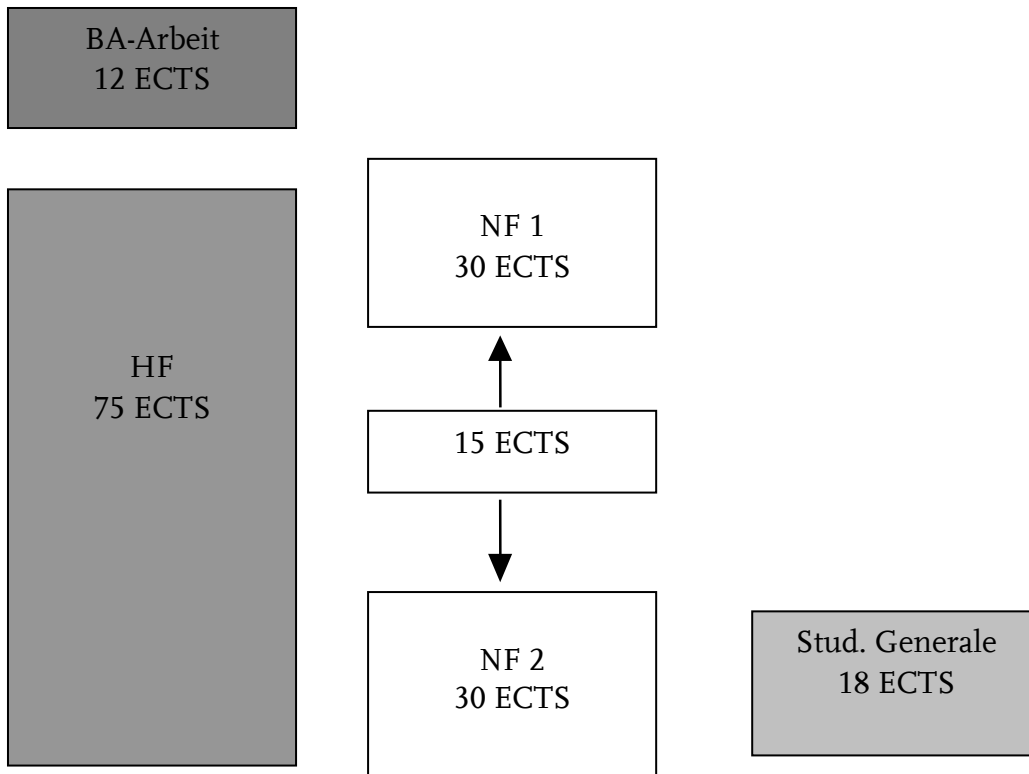 BA-Arbeit
12 ECTS
HF
75 ECTS
NF 1
30 ECTS
15 ECTS
NF 2
30 ECTS
Stud. Generale
18 ECTS